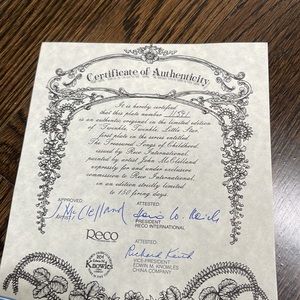 Certificate of Authenticity
It is hereby certified
that this plate number
is an authentic original in the limited edition
of Twinkle, Twinkle Little Star
first plate in the series entitled
The Treasured Songs of Childhood
issued by Reco International,
painted by artist John McClelland
expressly for and under exclusive
commission to Reco International,
in an edition strictly limited
to 150 firing days
APPROVED:
ATTESTED:
PRESIDENT
RECO INTERNATIONAL
Reco
ATTESTED:
VICE-PRESIDENT
EDWIN M. KNOWLES
CHINA COMPANY
Knowles